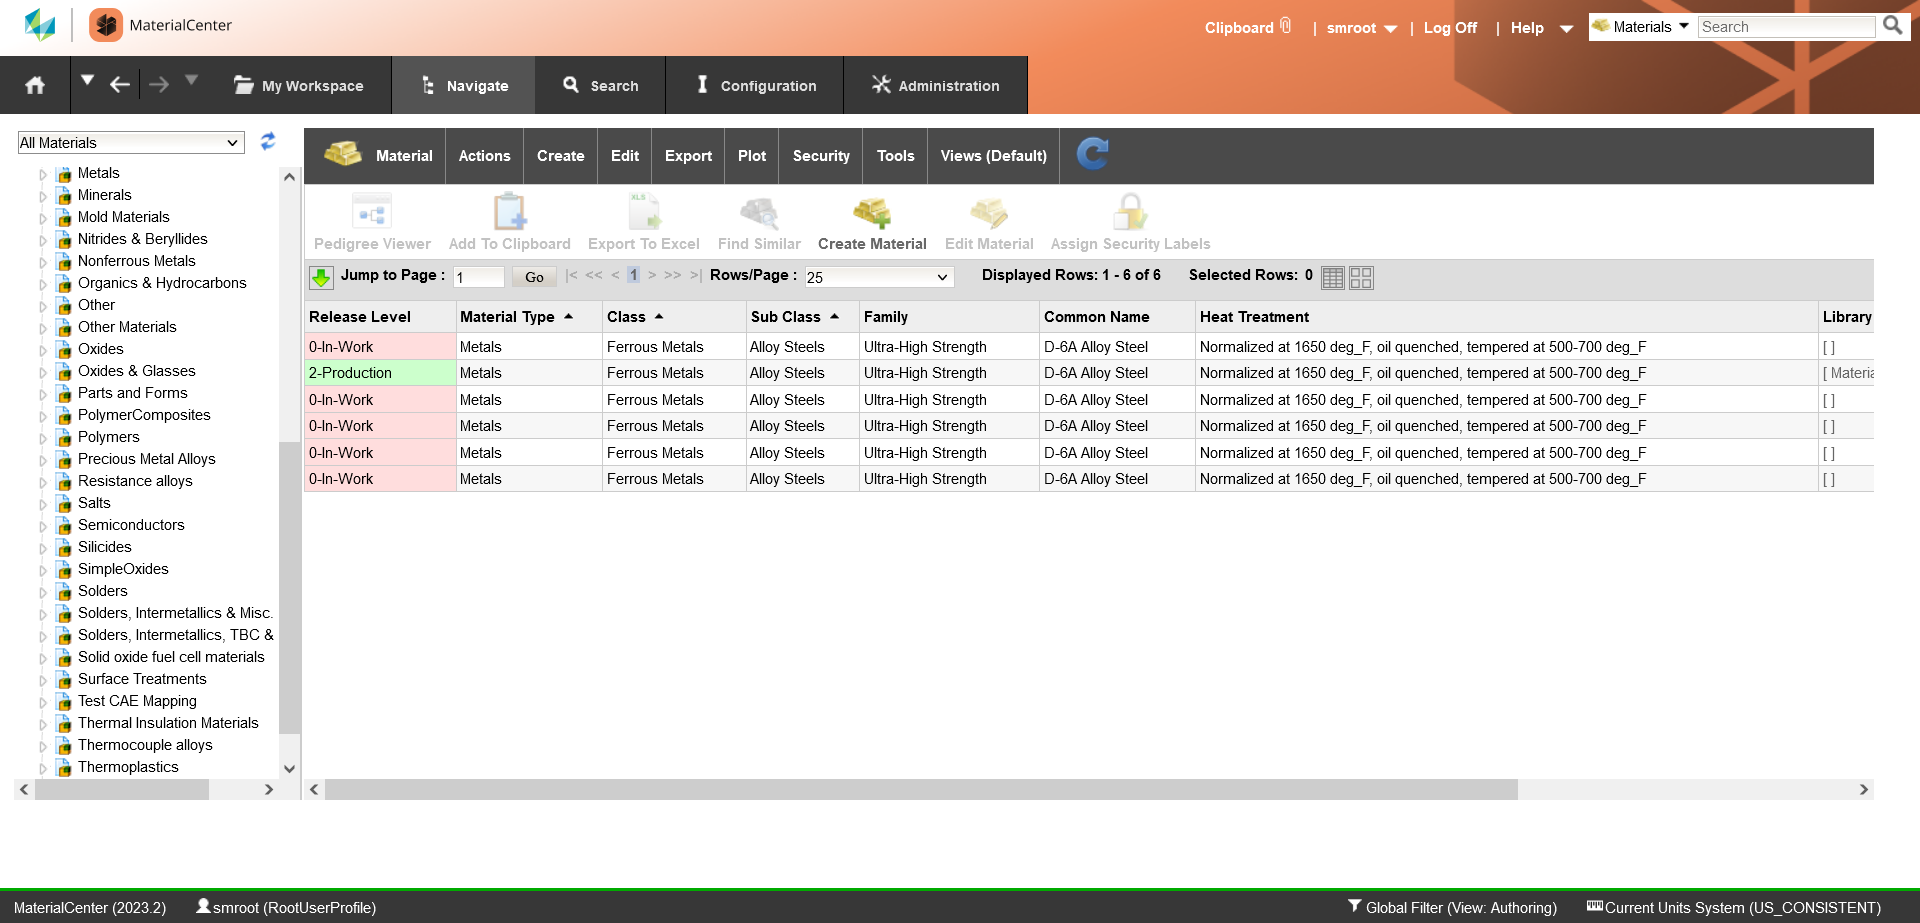 MaterialCenter
Clipboard | smroot | Log Off | Help Materials Search
My Workspace Navigate Search Configuration Administration
All Materials
Metals
Minerals
Mold Materials
Nitrides & Beryllides
Nonferrous Metals
Organics & Hydrocarbons
Other
Other Materials
Oxides
Oxides & Glasses
Parts and Forms
PolymerComposites
Polymers
Precious Metal Alloys
Resistance alloys
Salts
Semiconductors
Silicides
SimpleOxides
Solders
Solders, Intermetallics & Misc.
Solders, Intermetallics, TBC &
Solid oxide fuel cell materials
Surface Treatments
Test CAE Mapping
Thermal Insulation Materials
Thermocouple alloys
Thermoplastics
Material Actions Create Edit Export Plot Security Tools Views (Default)
XLS
Pedigree Viewer Add To Clipboard Export To Excel Find Similar Create Material Edit Material Assign Security Labels
Jump to Page : 1 Go |< << < 1 > >> >| Rows/Page : 25 Displayed Rows: 1 - 6 of 6 Selected Rows: 0
Release Level Material Type Class Sub Class Family Common Name Heat Treatment Library
0-In-Work Metals Ferrous Metals Alloy Steels Ultra-High Strength D-6A Alloy Steel Normalized at 1650 deg_F, oil quenched, tempered at 500-700 deg_F [ ]
2-Production Metals Ferrous Metals Alloy Steels Ultra-High Strength D-6A Alloy Steel Normalized at 1650 deg_F, oil quenched, tempered at 500-700 deg_F [ Materia
0-In-Work Metals Ferrous Metals Alloy Steels Ultra-High Strength D-6A Alloy Steel Normalized at 1650 deg_F, oil quenched, tempered at 500-700 deg_F [ ]
0-In-Work Metals Ferrous Metals Alloy Steels Ultra-High Strength D-6A Alloy Steel Normalized at 1650 deg_F, oil quenched, tempered at 500-700 deg_F [ ]
0-In-Work Metals Ferrous Metals Alloy Steels Ultra-High Strength D-6A Alloy Steel Normalized at 1650 deg_F, oil quenched, tempered at 500-700 deg_F [ ]
0-In-Work Metals Ferrous Metals Alloy Steels Ultra-High Strength D-6A Alloy Steel Normalized at 1650 deg_F, oil quenched, tempered at 500-700 deg_F [ ]
MaterialCenter (2023.2) smroot (RootUserProfile) Global Filter (View: Authoring) Current Units System (US_CONSISTENT)